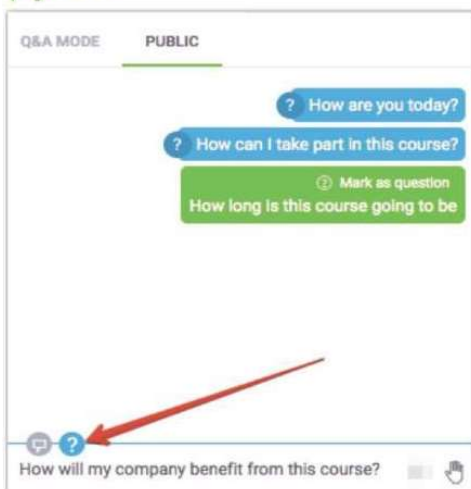 Q&A MODE PUBLIC
? How are you today?
? How can I take part in this course?
? Mark as question
How long is this course going to be
?
How will my company benefit from this course?